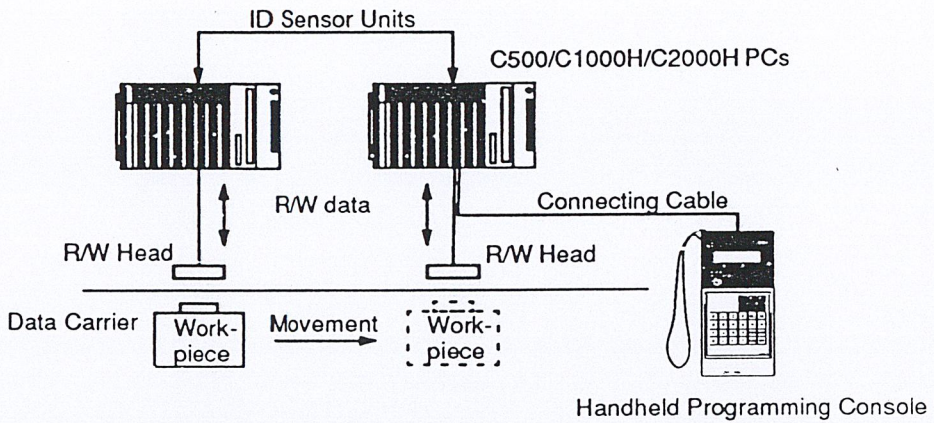 ID Sensor Units
C500/C1000H/C2000H PCs
R/W data
Connecting Cable
R/W Head
R/W Head
Data Carrier
Work-
piece
Movement
Work-
piece
Handheld Programming Console